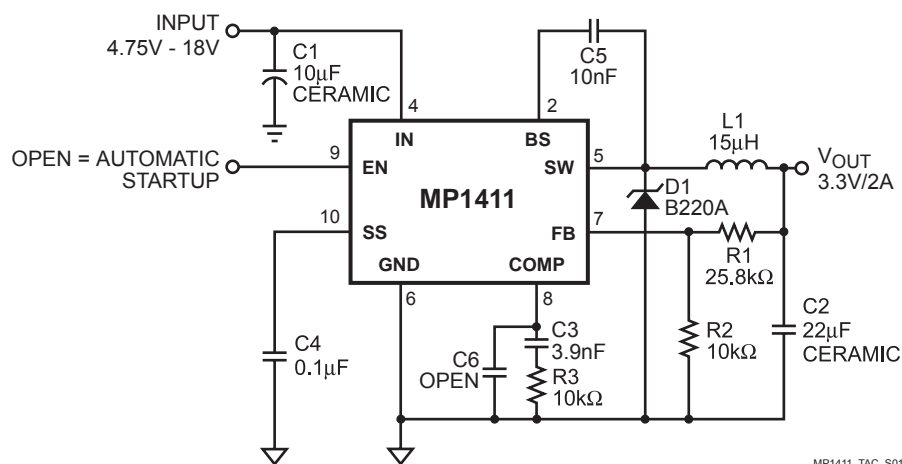 INPUT
4.75V - 18V
C1
10µF
CERAMIC
C5
10nF
4
2
IN
BS
L1
15µH
OPEN = AUTOMATIC
STARTUP
9
EN
SW
5
VOUT
3.3V/2A
MP1411
D1
B220A
10
SS
FB
7
R1
25.8kΩ
GND
COMP
6
8
C4
0.1µF
C6
OPEN
C3
3.9nF
R3
10kΩ
R2
10kΩ
C2
22µF
CERAMIC
MP1411_TAC_S01